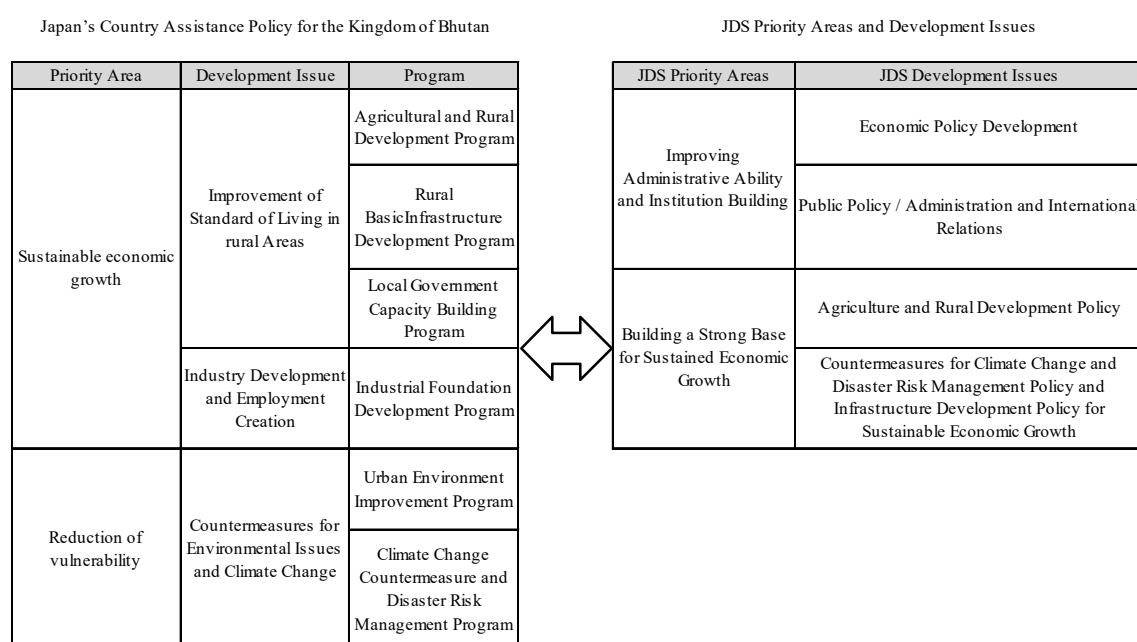 Japan's Country Assistance Policy for the Kingdom of Bhutan
Priority Area
Development Issue
Program
Sustainable economic
growth
Improvement of
Standard of Living in
rural Areas
Agricultural and Rural
Development Program
Rural
BasicInfrastructure
Development Program
Local Government
Capacity Building
Program
Industry Development
and Employment
Creation
Industrial Foundation
Development Program
Reduction of
vulnerability
Countermeasures for
Environmental Issues
and Climate Change
Urban Environment
Improvement Program
Climate Change
Countermeasure and
Disaster Risk
Management Program
JDS Priority Areas and Development Issues
JDS Priority Areas
JDS Development Issues
Improving
Administrative Ability
and Institution Building
Economic Policy Development
Public Policy / Administration and International
Relations
Building a Strong Base
for Sustained Economic
Growth
Agriculture and Rural Development Policy
Countermeasures for Climate Change and
Disaster Risk Management Policy and
Infrastructure Development Policy for
Sustainable Economic Growth